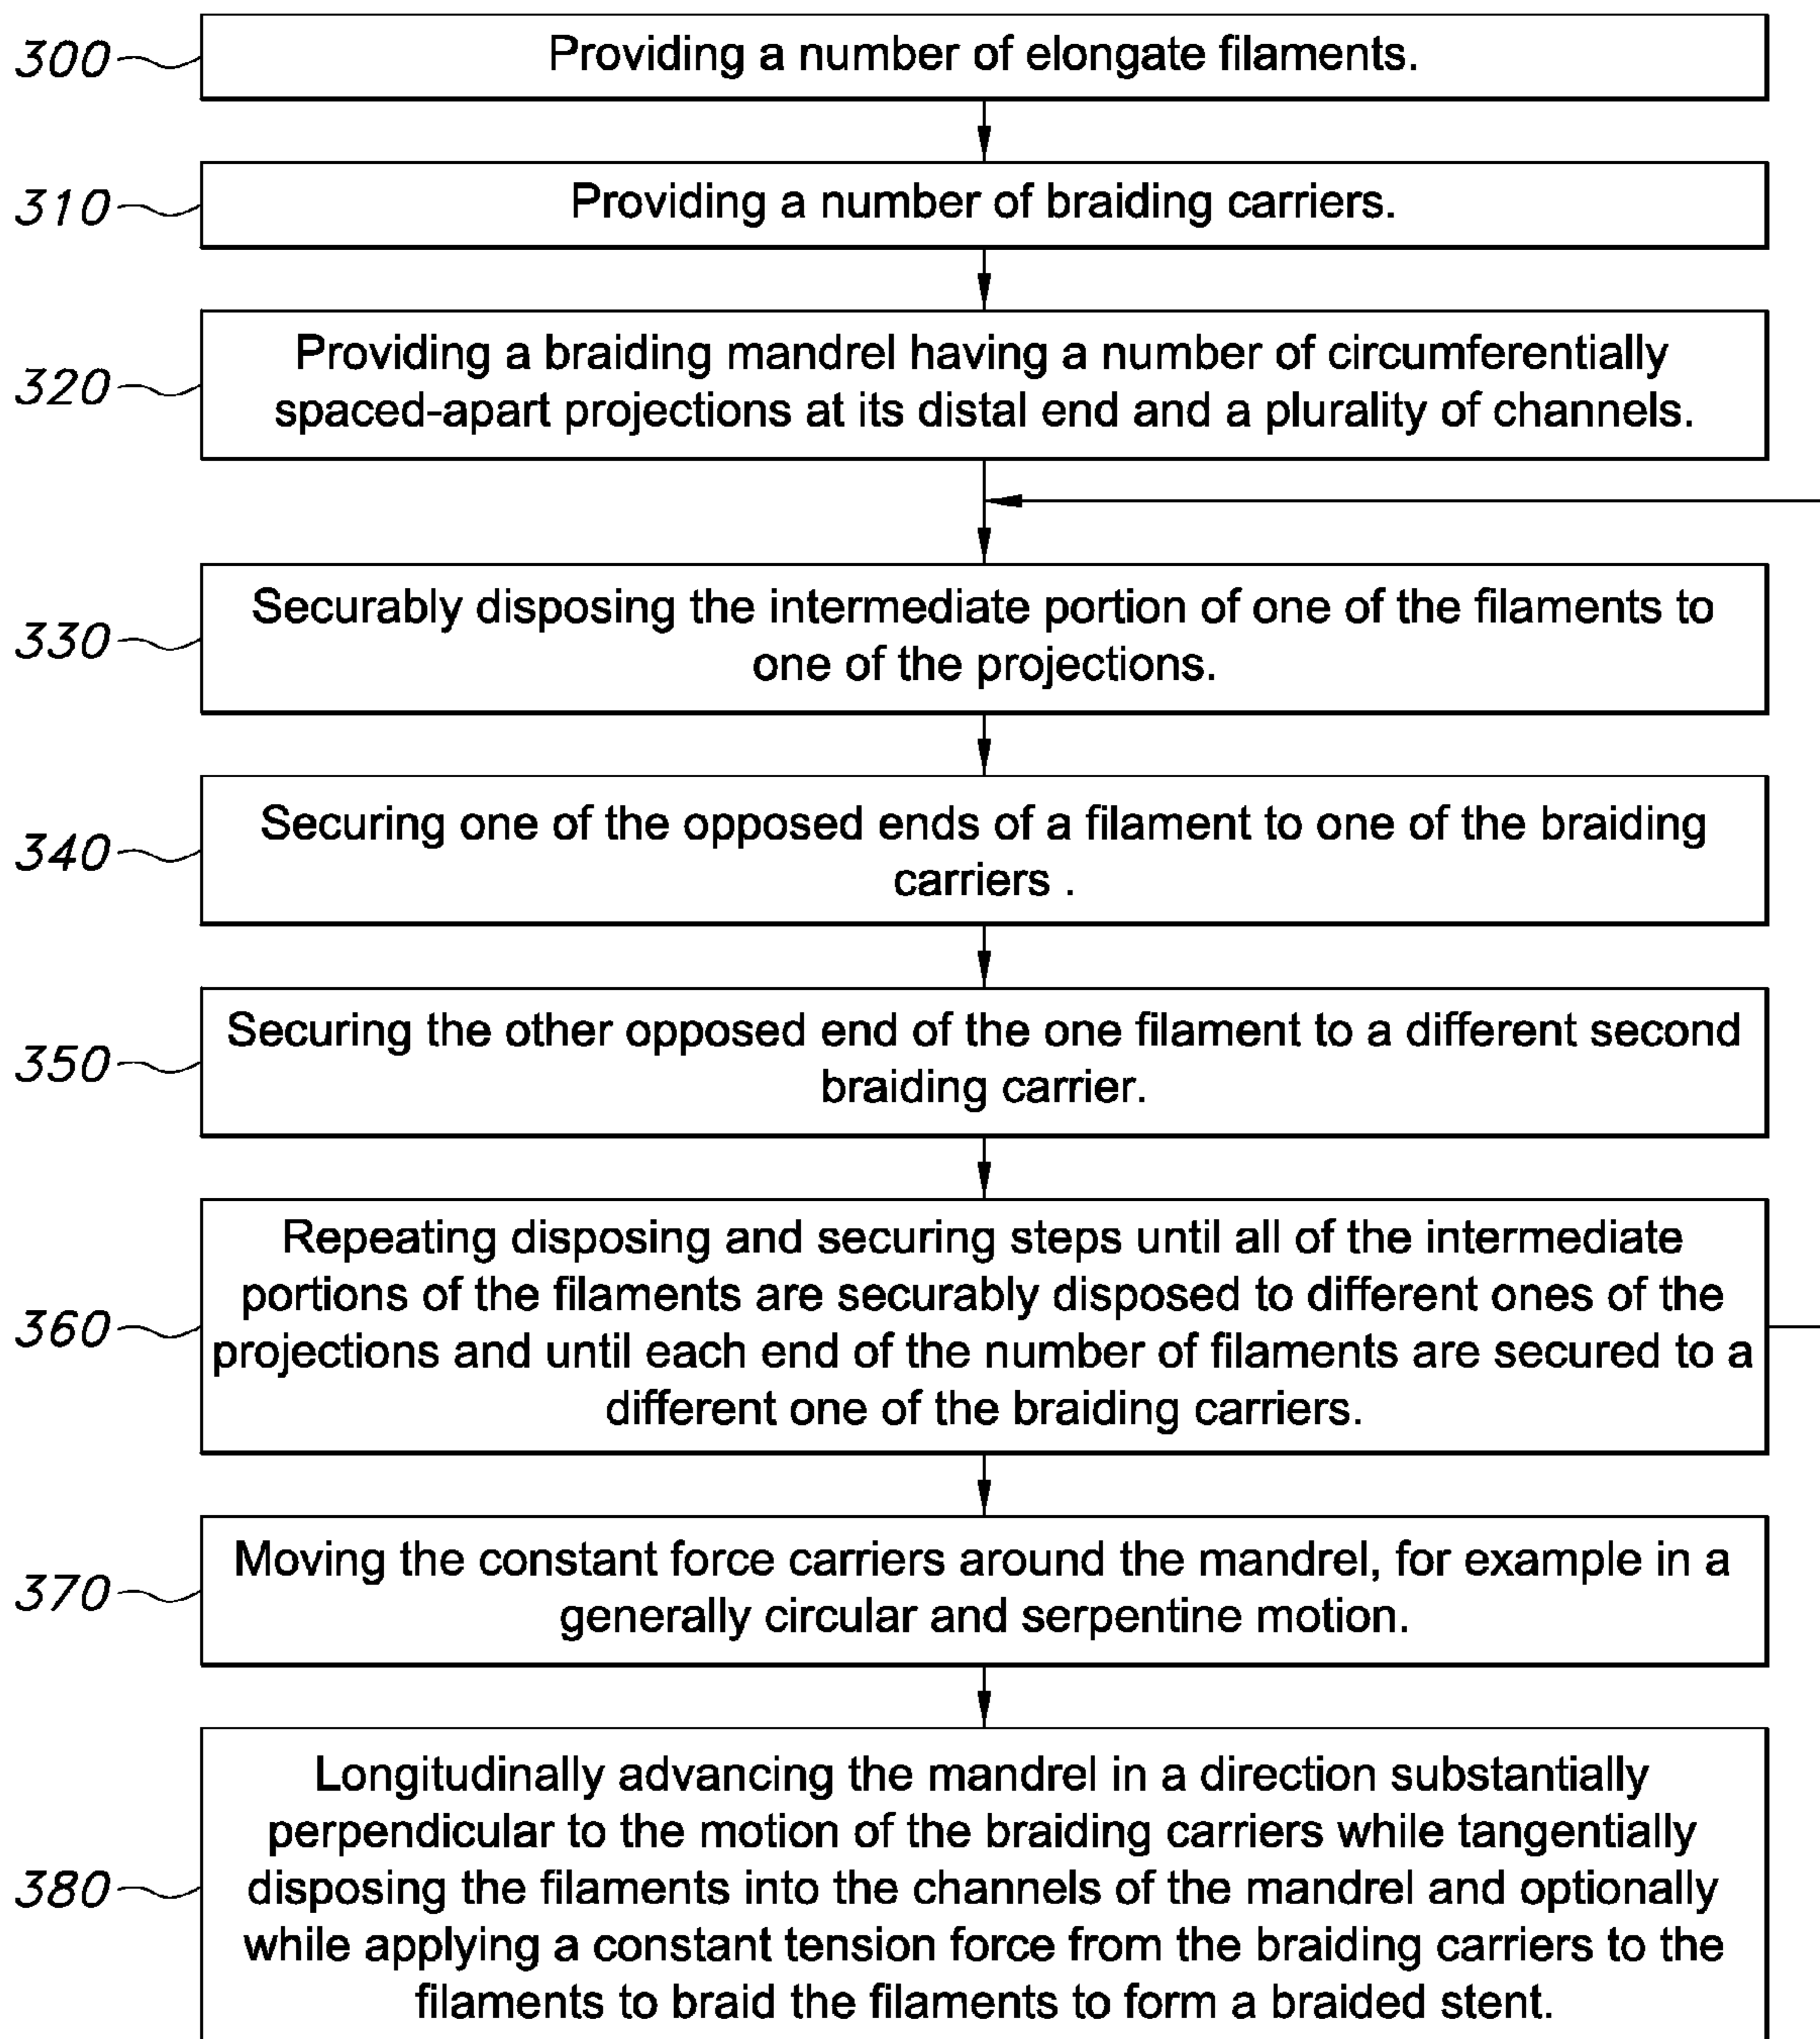 300
Providing a number of elongate filaments.
310
Providing a number of braiding carriers.
320
Providing a braiding mandrel having a number of circumferentially
spaced-apart projections at its distal end and a plurality of channels.
330
Securably disposing the intermediate portion of one of the filaments to
one of the projections.
340
Securing one of the opposed ends of a filament to one of the braiding
carriers .
350
Securing the other opposed end of the one filament to a different second
braiding carrier.
360
Repeating disposing and securing steps until all of the intermediate
portions of the filaments are securably disposed to different ones of the
projections and until each end of the number of filaments are secured to a
different one of the braiding carriers.
370
Moving the constant force carriers around the mandrel, for example in a
generally circular and serpentine motion.
380
Longitudinally advancing the mandrel in a direction substantially
perpendicular to the motion of the braiding carriers while tangentially
disposing the filaments into the channels of the mandrel and optionally
while applying a constant tension force from the braiding carriers to the
filaments to braid the filaments to form a braided stent.